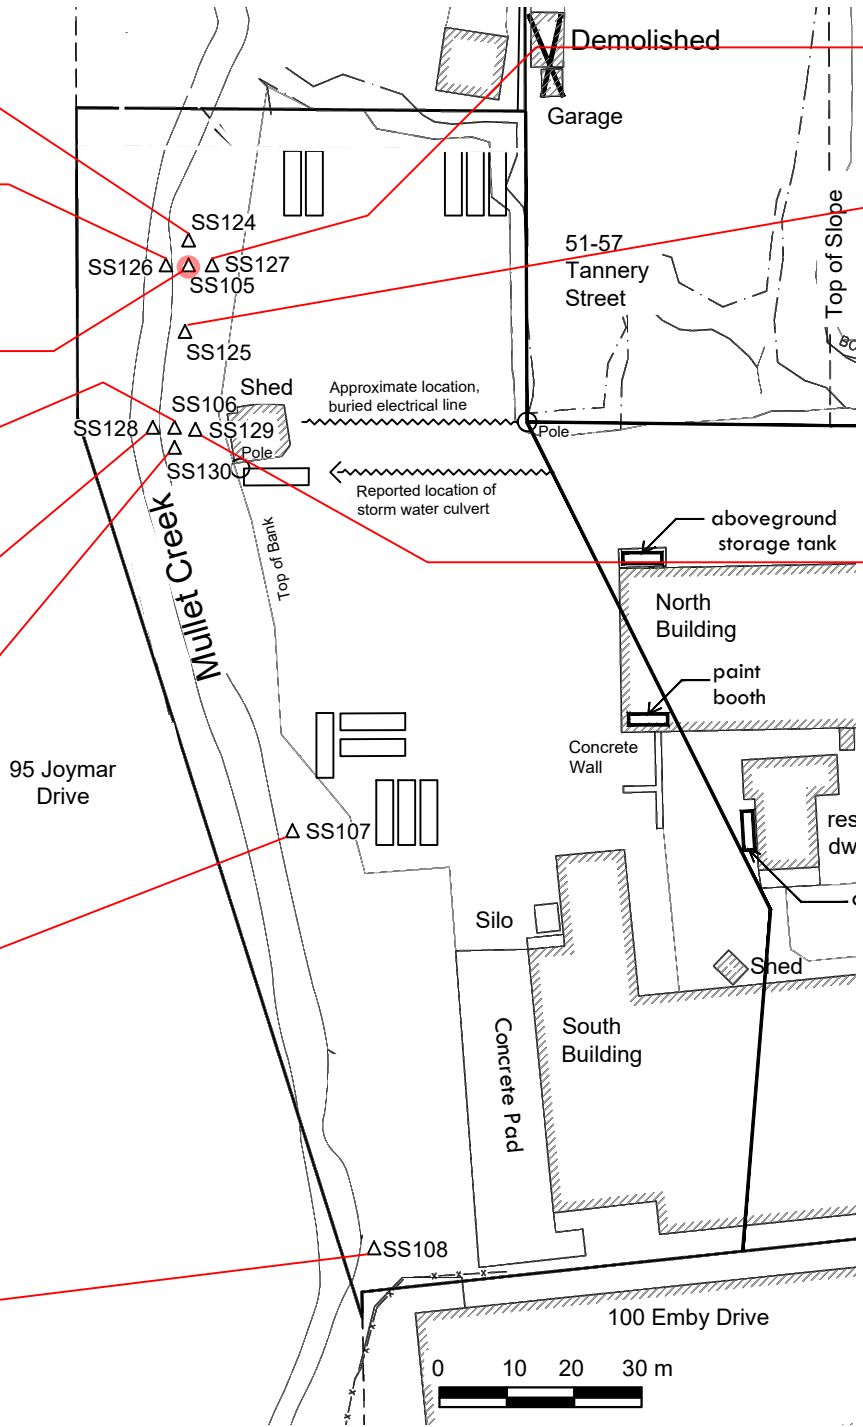 Demolished
Garage
SS124
51-57
Tannery
Street
Top of Slope
SS126
SS127
SS105
SS125
Shed
Approximate location,
buried electrical line
SS106
SS128
SS129
Pole
Pole
SS130
Reported location of
storm water culvert
Mullet Creek
Top of Bank
aboveground
storage tank
North
Building
paint
booth
Concrete
Wall
95 Joymar
Drive
SS107
res
dw
Silo
Shed
Concrete Pad
South
Building
SS108
100 Emby Drive
0 10 20 30 m